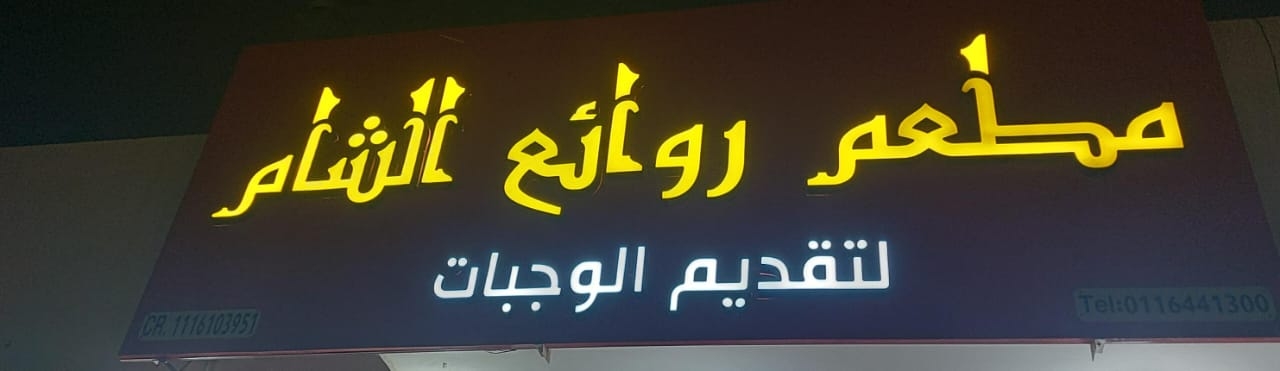 مطعم روائع الشام
لتقديم الوجبات
Tel:0116441300
CR. 1116103951